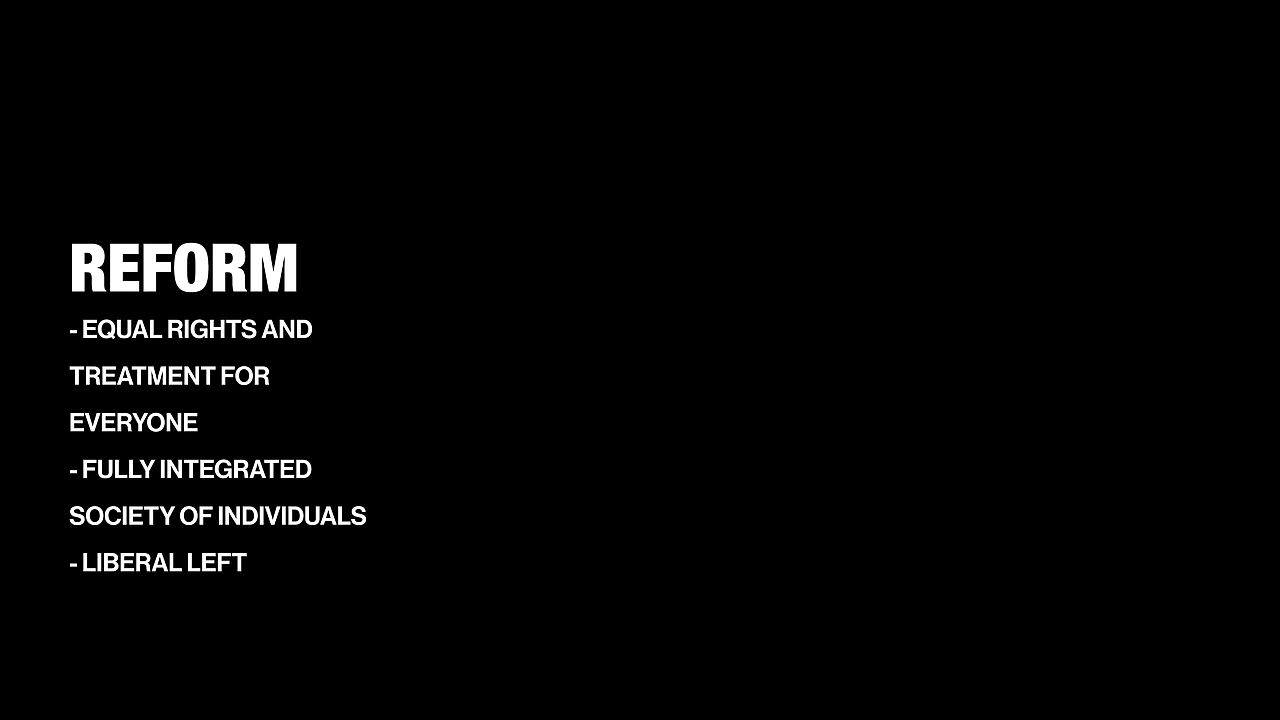 REFORM
- EQUAL RIGHTS AND
TREATMENT FOR
EVERYONE
- FULLY INTEGRATED
SOCIETY OF INDIVIDUALS
- LIBERAL LEFT